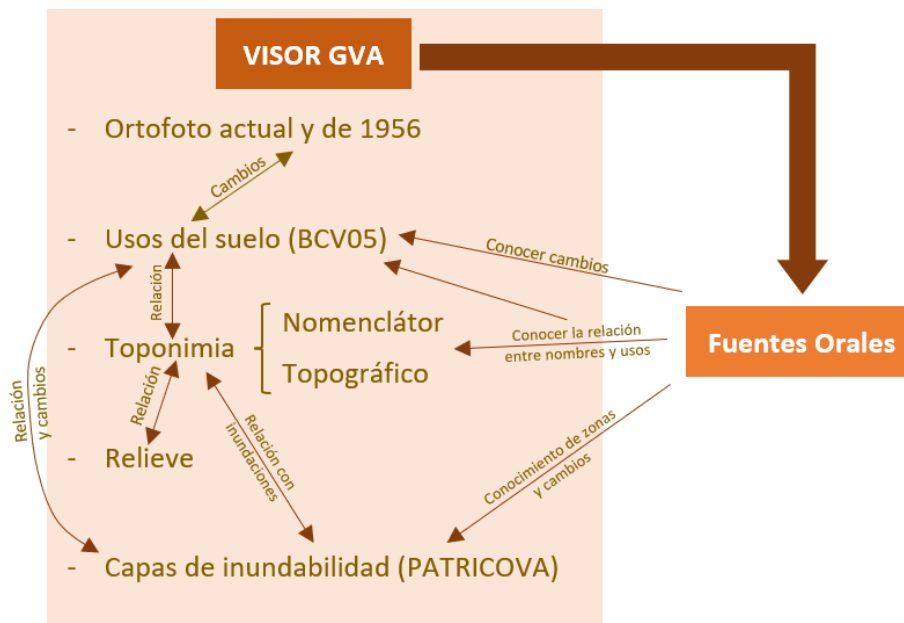 VISOR GVA
- Ortofoto actual y de 1956
Cambios
- Usos del suelo (BCV05)
Conocer cambios
Relación
Nomenclátor
- Toponimia
Topográfico
Conocer la relación
entre nombres y usos
Fuentes Orales
Relación
Relación
y cambios
Relación con
inundaciones
- Relieve
Conocimiento de zonas
y cambios
- Capas de inundabilidad (PATRICOVA)